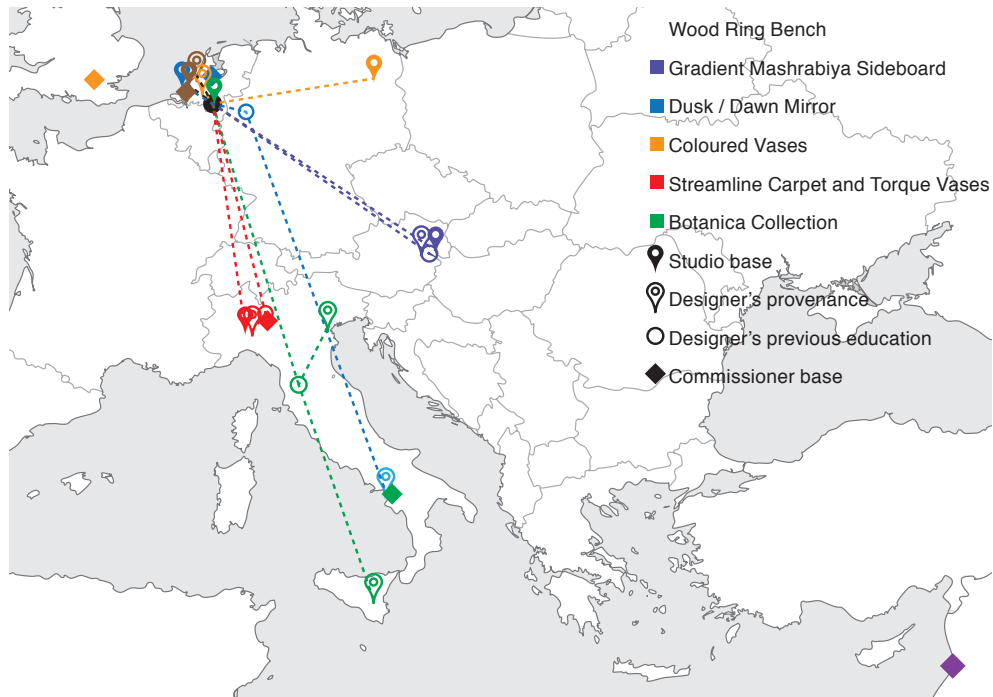 Wood Ring Bench
Gradient Mashrabiya Sideboard
Dusk / Dawn Mirror
Coloured Vases
Streamline Carpet and Torque Vases
Botanica Collection
Studio base
Designer's provenance
Designer's previous education
Commissioner base